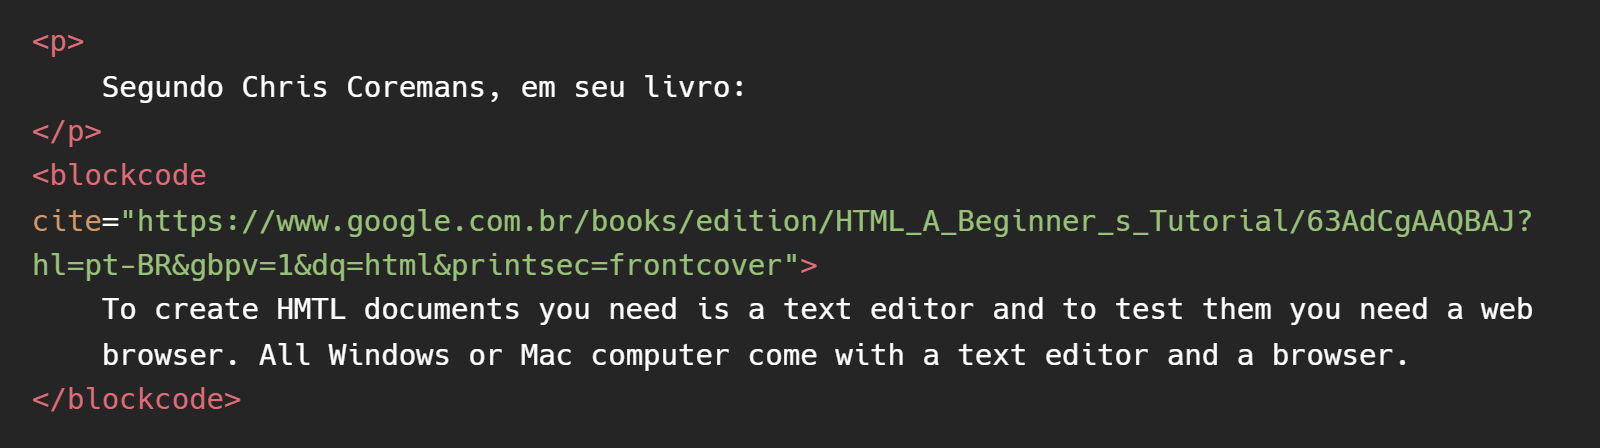 <p>
    Segundo Chris Coremans, em seu livro:
</p>
<blockcode
cite="https://www.google.com.br/books/edition/HTML_A_Beginner_s_Tutorial/63AdCgAAQBAJ?
hl=pt-BR&gbpv=1&dq=html&printsec=frontcover">
    To create HMTL documents you need is a text editor and to test them you need a web
    browser. All Windows or Mac computer come with a text editor and a browser.
</blockcode>